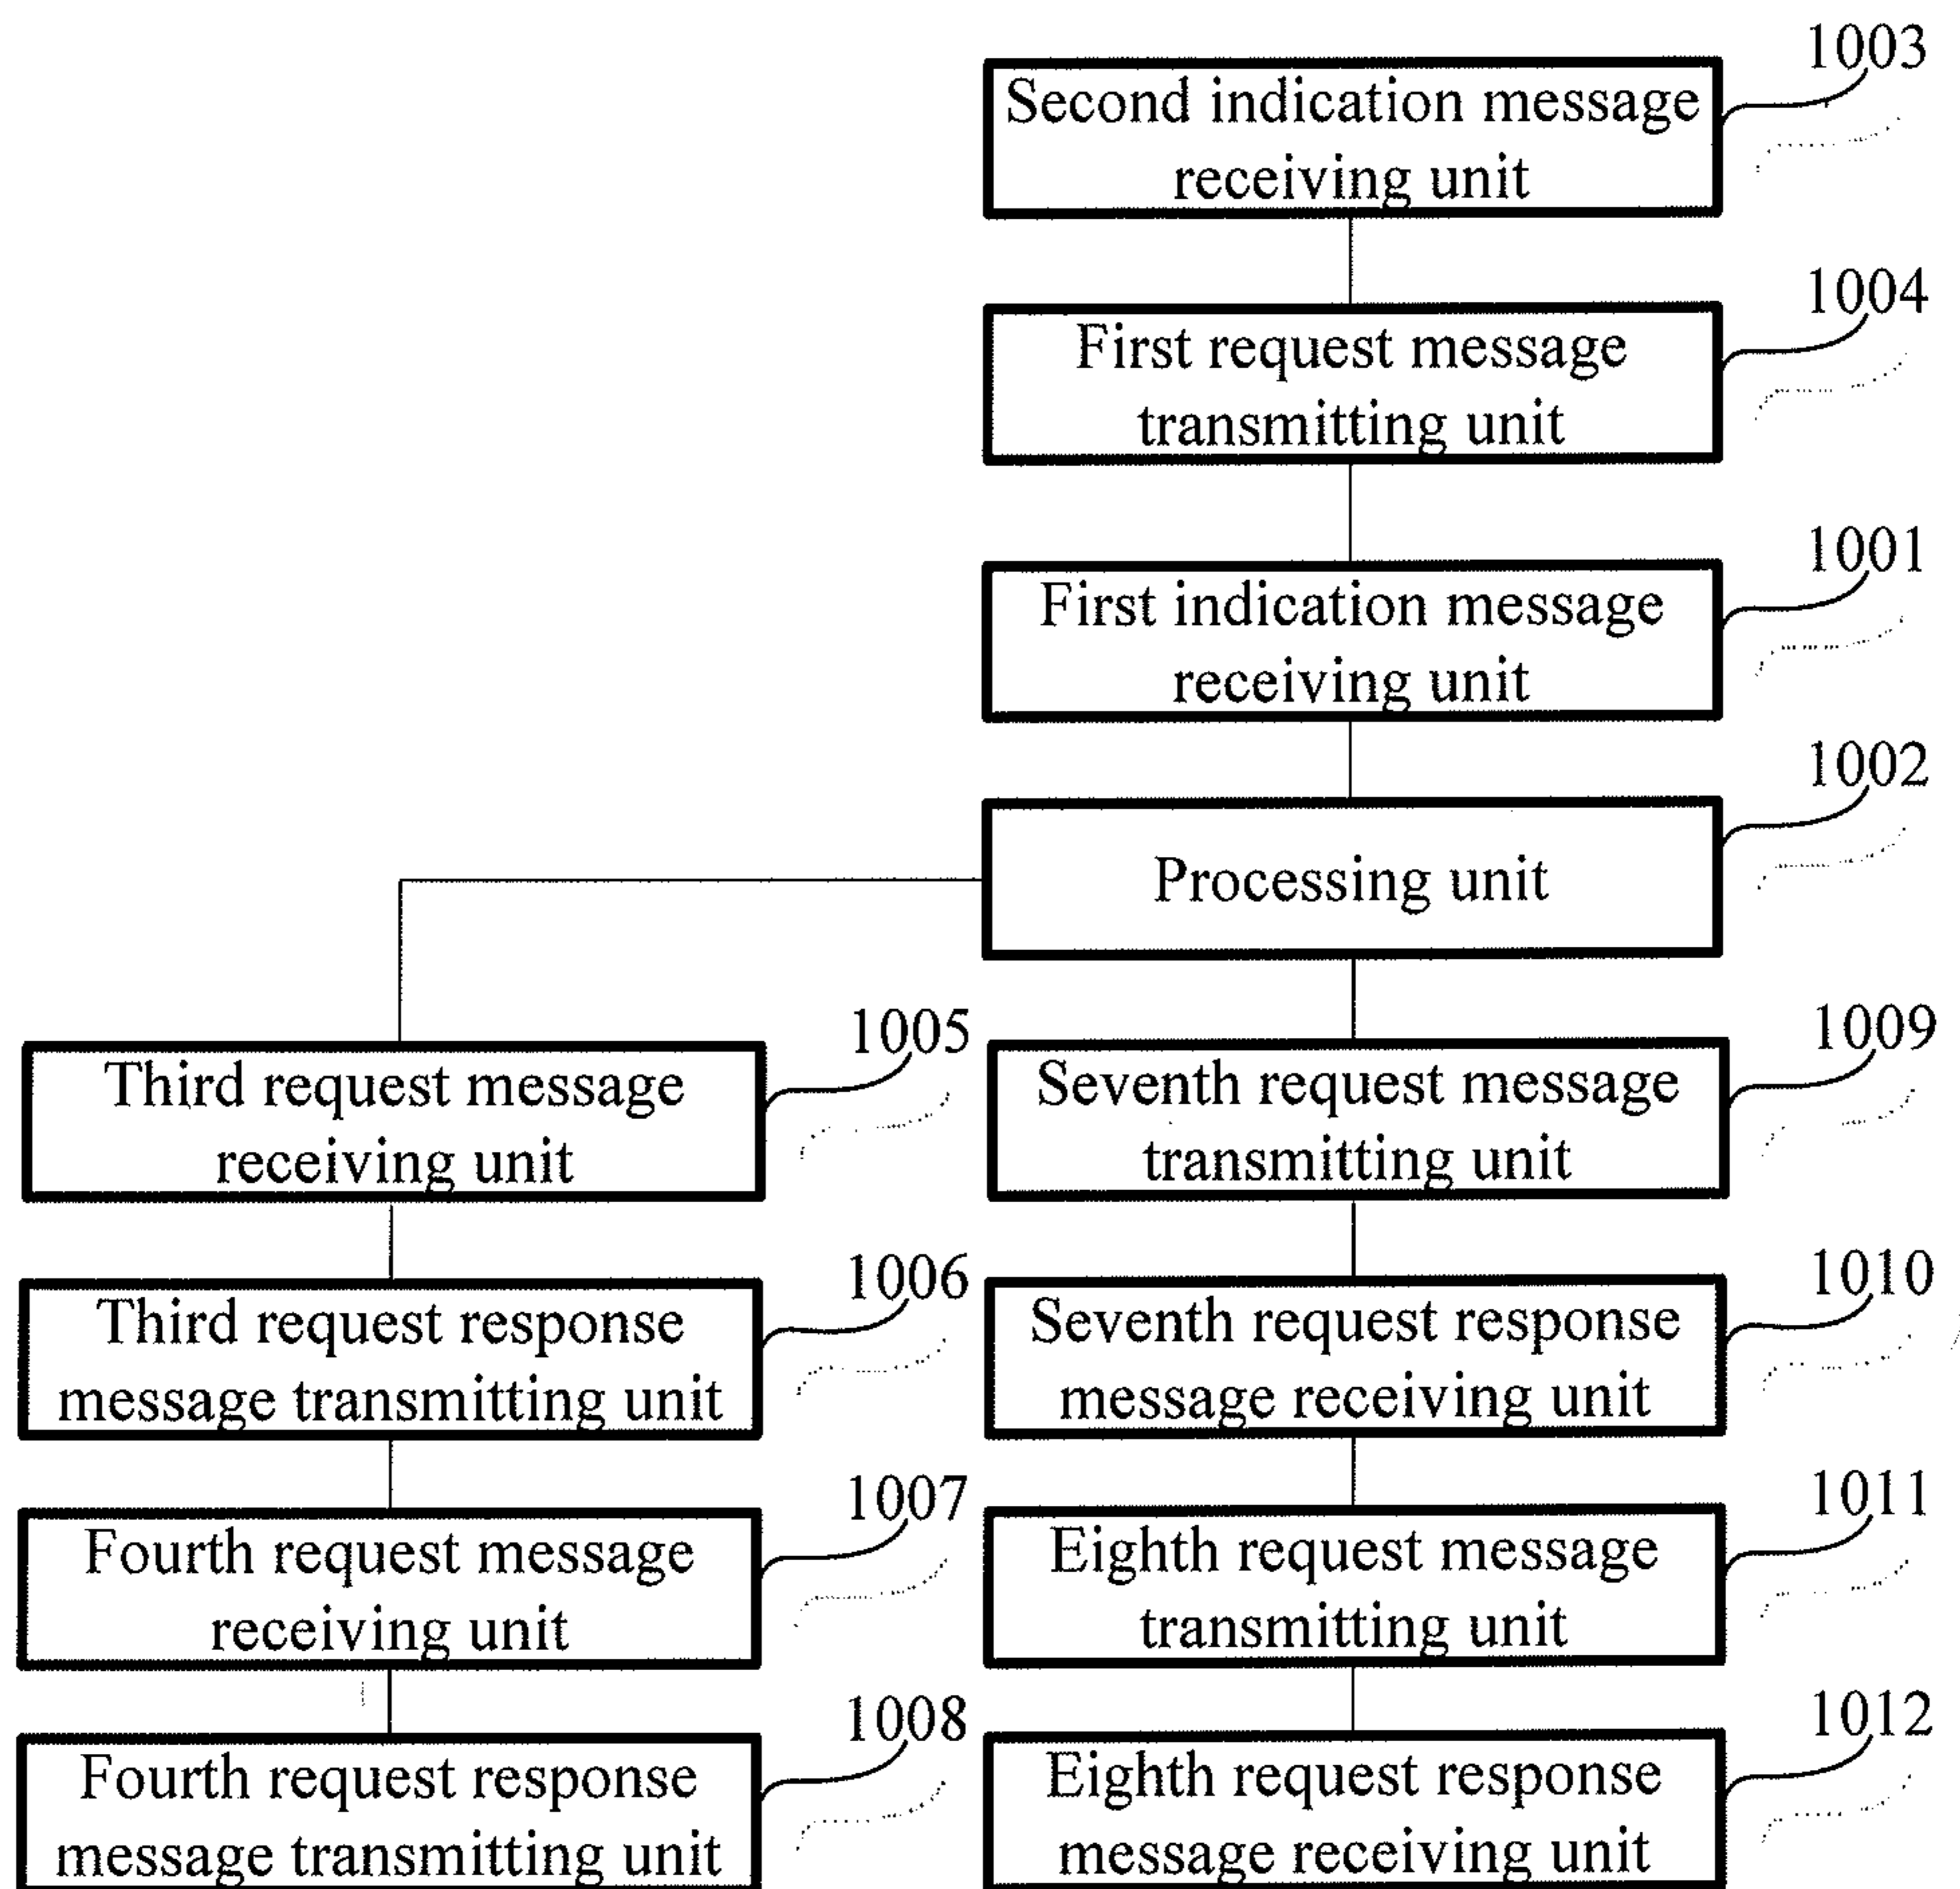 1003
Second indication message
receiving unit
1004
First request message
transmitting unit
1001
First indication message
receiving unit
1002
Processing unit
1005
Third request message
receiving unit
1009
Seventh request message
transmitting unit
1006
Third request response
message transmitting unit
1010
Seventh request response
message receiving unit
1007
Fourth request message
receiving unit
1011
Eighth request message
transmitting unit
1008
Fourth request response
message transmitting unit
1012
Eighth request response
message receiving unit